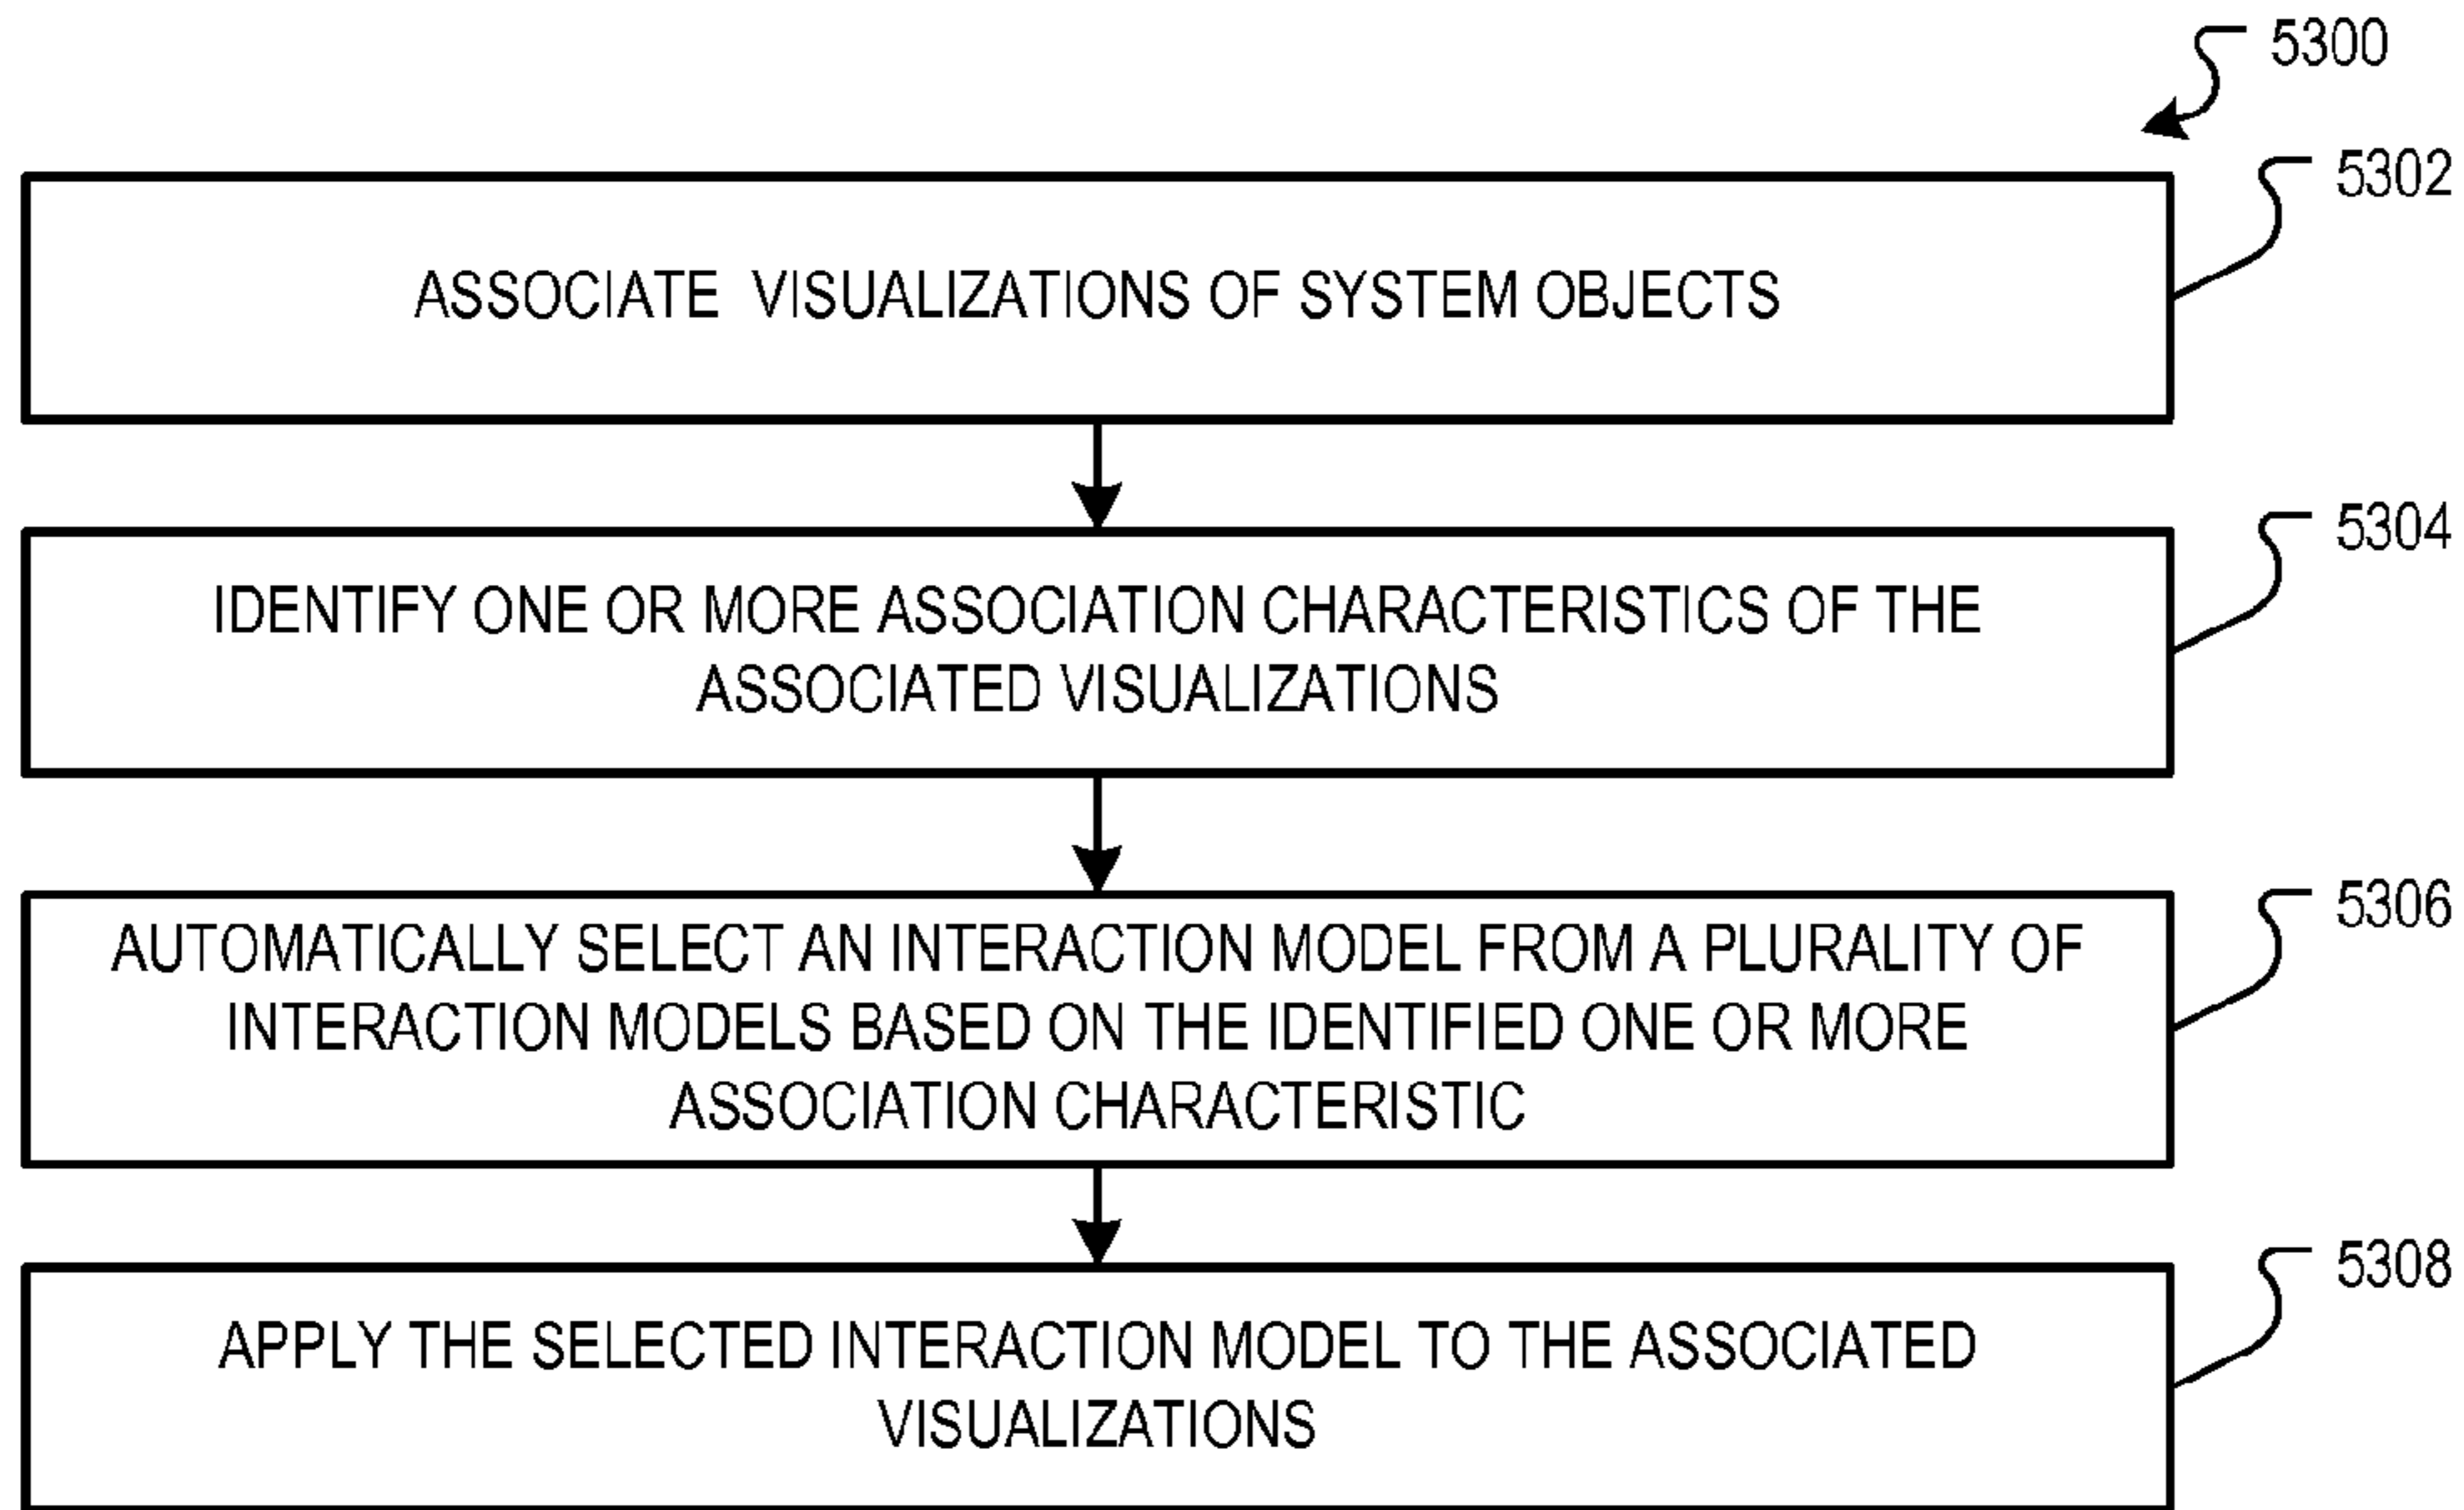 5300
5302
ASSOCIATE VISUALIZATIONS OF SYSTEM OBJECTS
5304
IDENTIFY ONE OR MORE ASSOCIATION CHARACTERISTICS OF THE
ASSOCIATED VISUALIZATIONS
5306
AUTOMATICALLY SELECT AN INTERACTION MODEL FROM A PLURALITY OF
INTERACTION MODELS BASED ON THE IDENTIFIED ONE OR MORE
ASSOCIATION CHARACTERISTIC
5308
APPLY THE SELECTED INTERACTION MODEL TO THE ASSOCIATED
VISUALIZATIONS